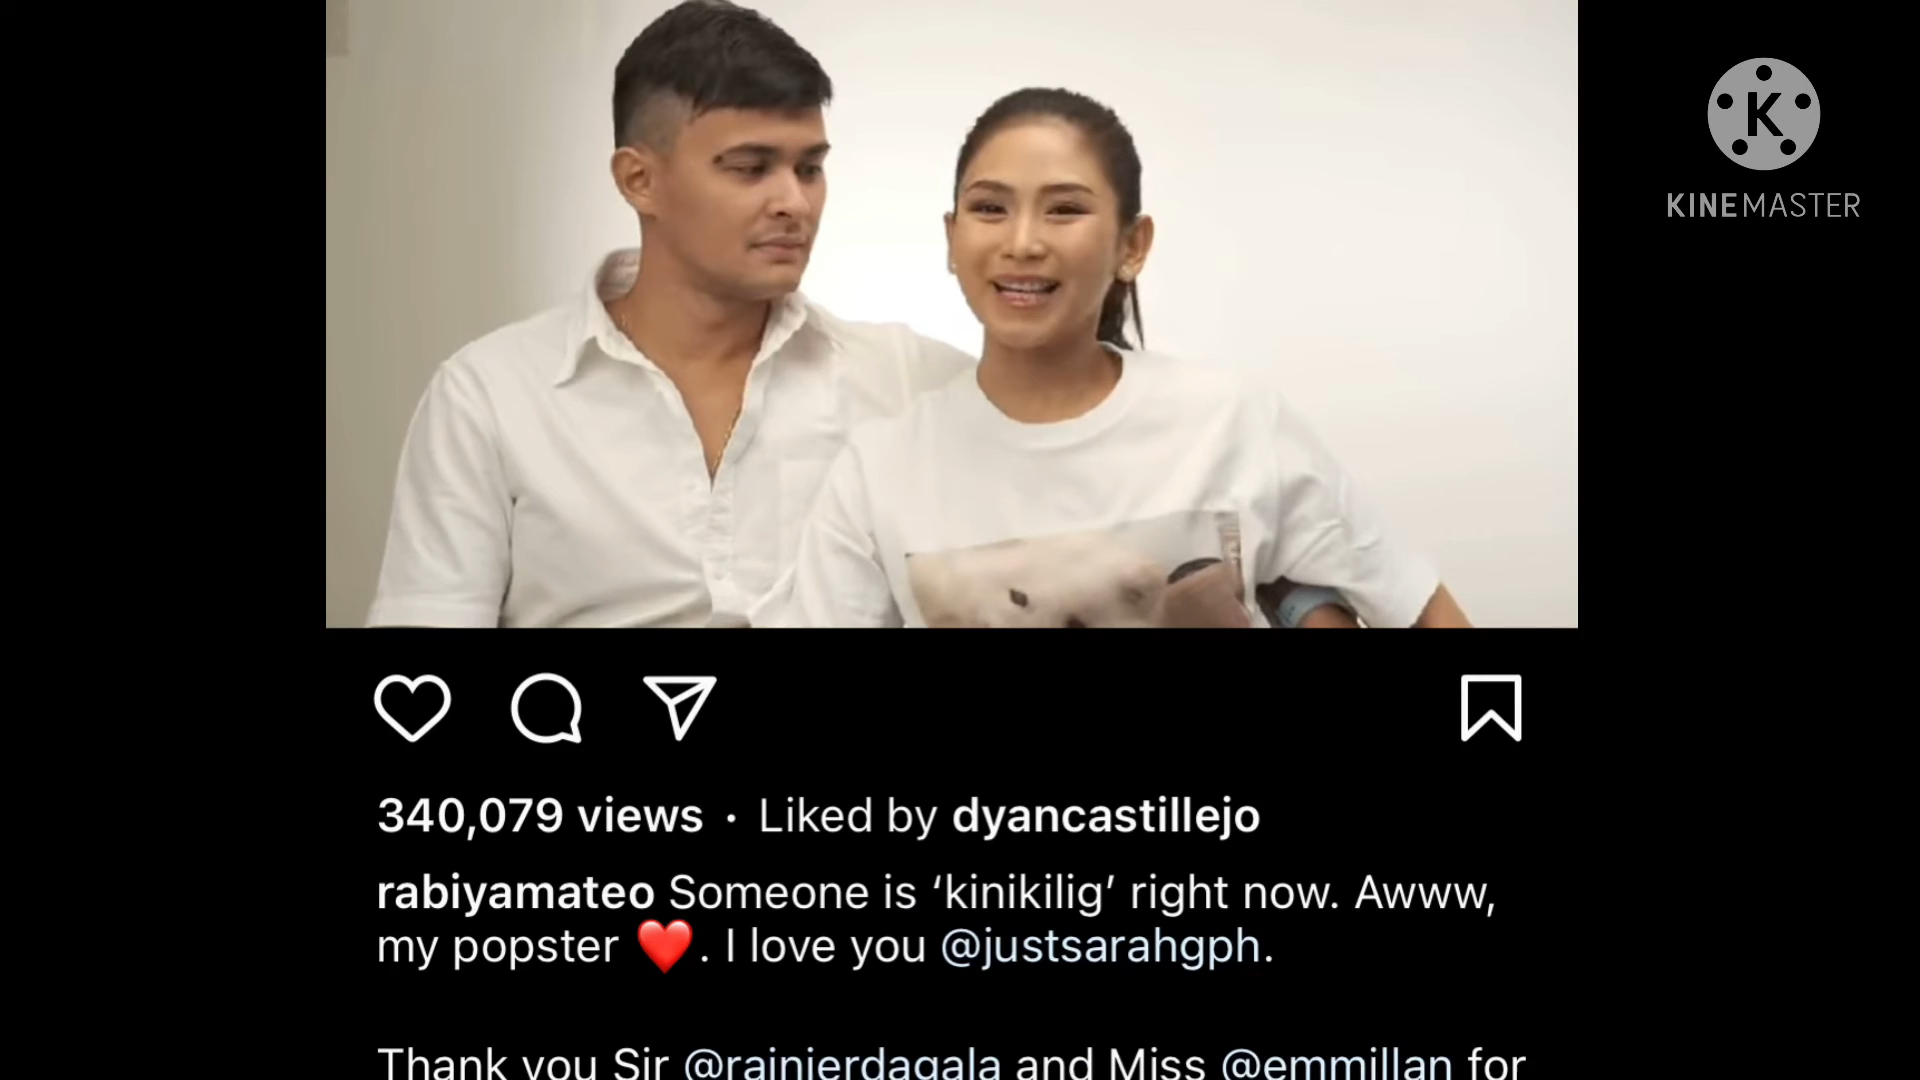 K
KINEMASTER
340,079 views · Liked by dyancastillejo
rabiyamateo Someone is ‘kinikilig’ right now. Awww,
my popster ❤️. I love you @justsarahgph.
Thank you Sir @rainierdagala and Miss @emmillan for